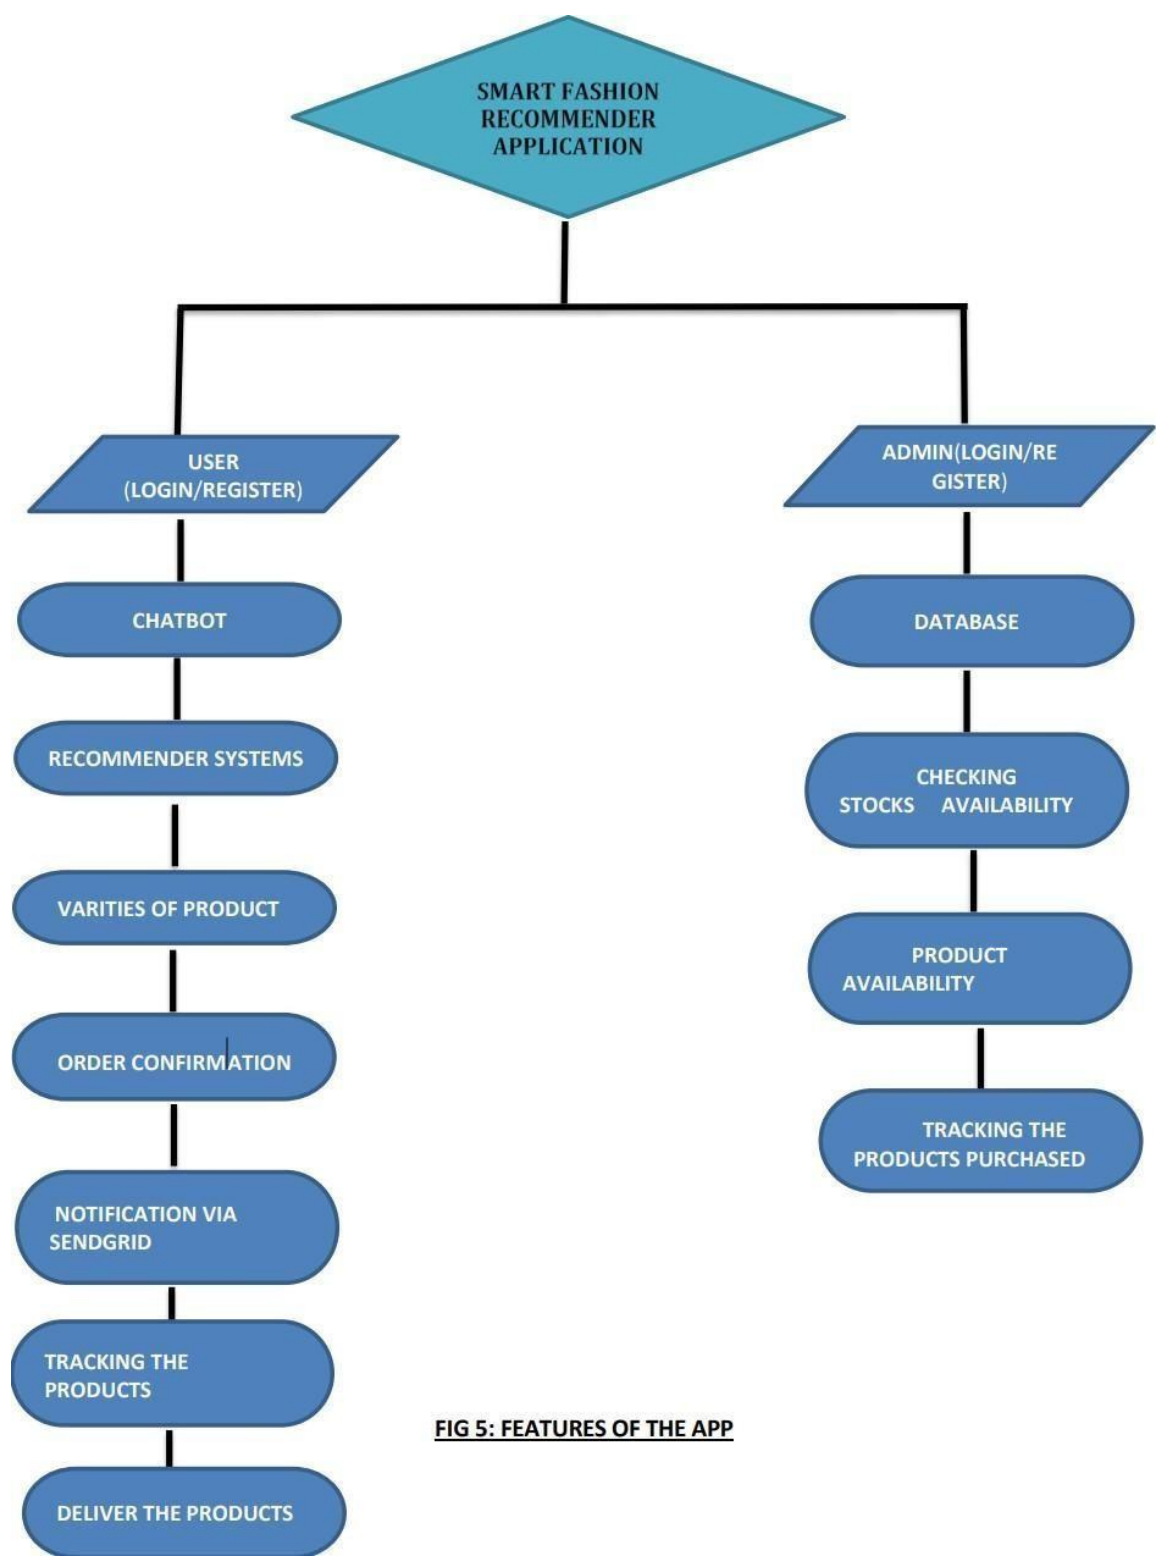 SMART FASHION
RECOMMENDER
APPLICATION
USER
(LOGIN/REGISTER)
CHATBOT
RECOMMENDER SYSTEMS
VARITIES OF PRODUCT
ORDER CONFIRMATION
NOTIFICATION VIA
SENDGRID
TRACKING THE
PRODUCTS
DELIVER THE PRODUCTS
ADMIN(LOGIN/RE
GISTER)
DATABASE
CHECKING
STOCKS AVAILABILITY
PRODUCT
AVAILABILITY
TRACKING THE
PRODUCTS PURCHASED
FIG 5: FEATURES OF THE APP